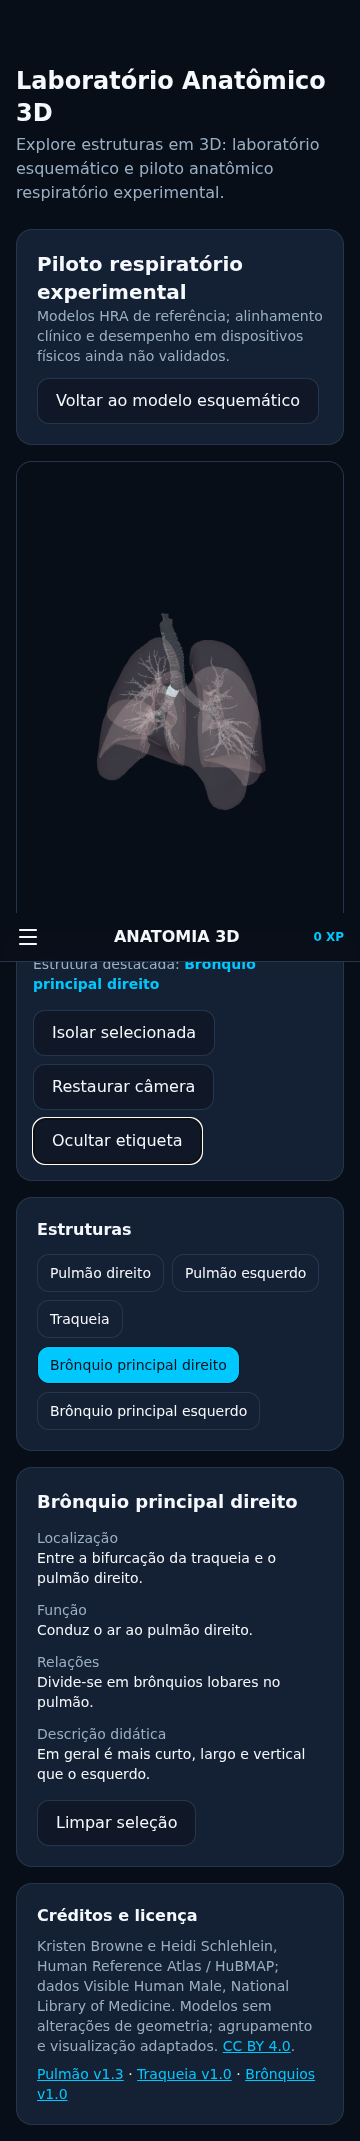 Laboratório Anatômico
3D
Explore estruturas em 3D: laboratório
esquemático e piloto anatômico
respiratório experimental.
Piloto respiratório
experimental
Modelos HRA de referência; alinhamento
clínico e desempenho em dispositivos
físicos ainda não validados.
Voltar ao modelo esquemático
ANATOMIA 3D
0 XP
Estrutura destacada: Brônquio
principal direito
Isolar selecionada
Restaurar câmera
Ocultar etiqueta
Estruturas
Pulmão direito
Pulmão esquerdo
Traqueia
Brônquio principal direito
Brônquio principal esquerdo
Brônquio principal direito
Localização
Entre a bifurcação da traqueia e o
pulmão direito.
Função
Conduz o ar ao pulmão direito.
Relações
Divide-se em brônquios lobares no
pulmão.
Descrição didática
Em geral é mais curto, largo e vertical
que o esquerdo.
Limpar seleção
Créditos e licença
Kristen Browne e Heidi Schlehlein,
Human Reference Atlas / HuBMAP;
dados Visible Human Male, National
Library of Medicine. Modelos sem
alterações de geometria; agrupamento
e visualização adaptados. CC BY 4.0.
Pulmão v1.3 · Traqueia v1.0 · Brônquios
v1.0